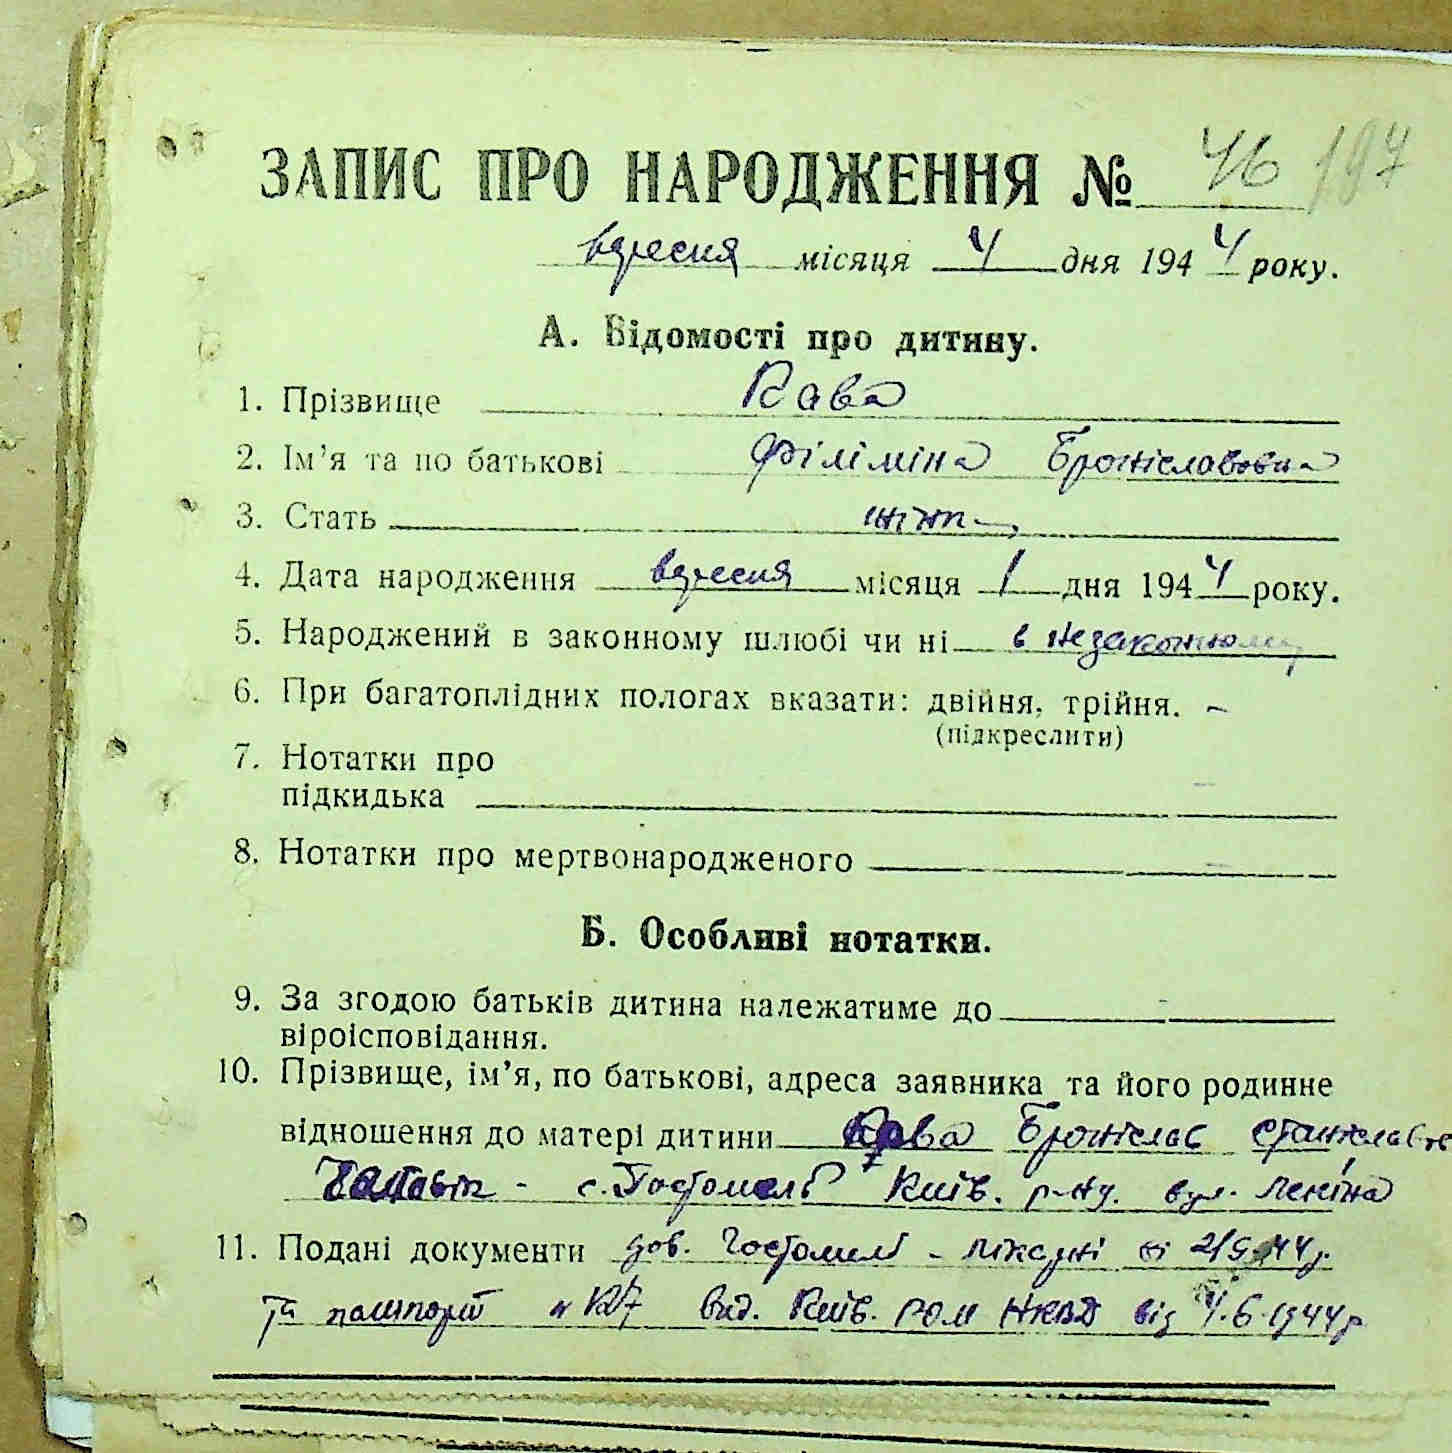 ЗАПИС ПРО НАРОДЖЕННЯ № 46 197
вересня місяця 4 дня 1944 року.
А. Відомості про дитину.
1. Прізвище Кава
2. Ім'я та по батькові Філіміна Броніславовна
3. Стать жіноч.
4. Дата народження вересня місяця 1 дня 1944 року.
5. Народжений в законному шлюбі чи ні в незаконному
6. При багатоплідних пологах вказати: двійня, трійня. -
(підкреслити)
7. Нотатки про
підкидька
8. Нотатки про мертвонародженого
Б. Особливі нотатки.
9. За згодою батьків дитина належатиме до
віроісповідання.
10. Прізвище, ім'я, по батькові, адреса заявника та його родинне
відношення до матері дитини Кава Броніслав
- с. Гостомель Київ. р-ну. вул. Леніна
11. Подані документи дов. Гостомел - лікарні
та пашпорт вид. Київ. РОМ НКВД від 4.6.1944р